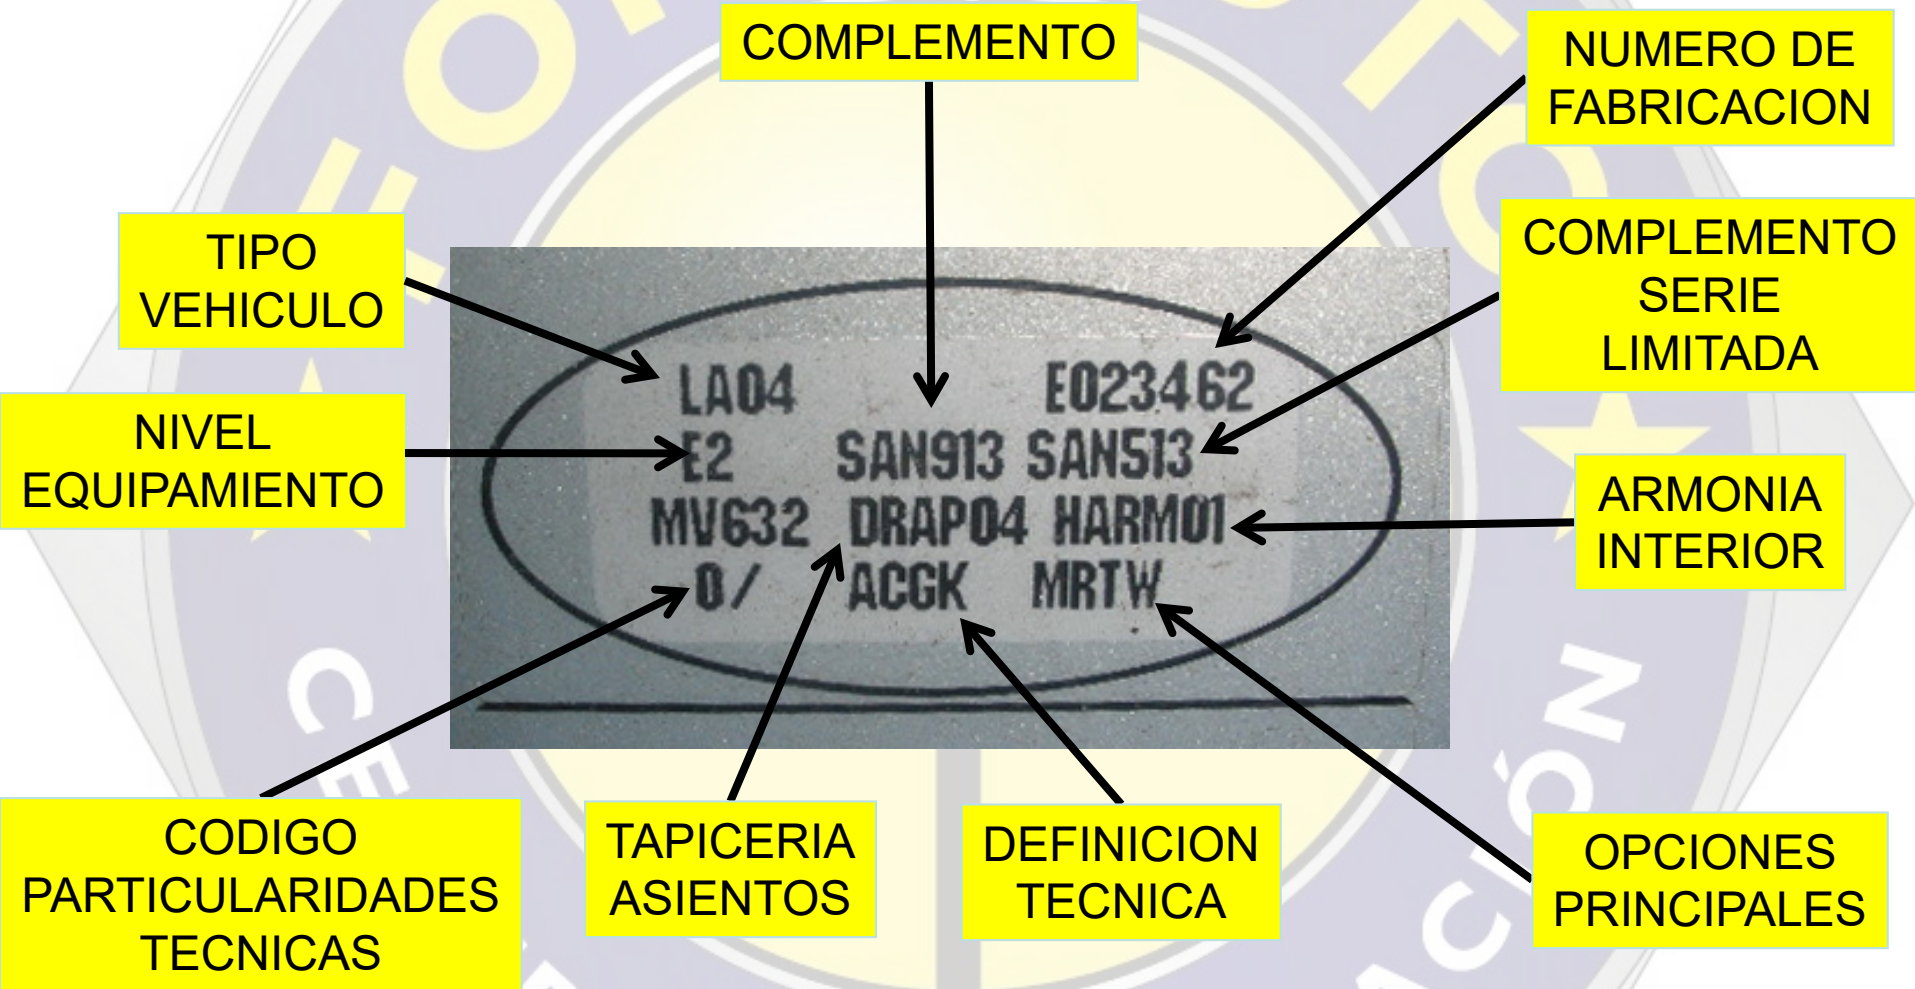 COMPLEMENTO
NUMERO DE
FABRICACION
TIPO
VEHICULO
COMPLEMENTO
SERIE
LIMITADA
NIVEL
EQUIPAMIENTO
LA04 E023462
E2 SAN913 SAN513
MV632 DRAP04 HARM01
0/ ACGK MRTW
ARMONIA
INTERIOR
CODIGO
PARTICULARIDADES
TECNICAS
TAPICERIA
ASIENTOS
DEFINICION
TECNICA
OPCIONES
PRINCIPALES